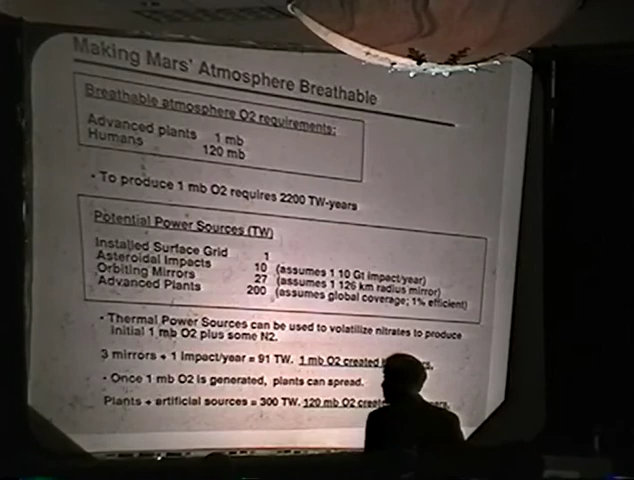 Making Mars' Atmosphere Breathable
Breathable atmosphere O2 requirements:
Advanced plants 1 mb
Humans 120 mb
• To produce 1 mb O2 requires 2200 TW-years
Potential Power Sources (TW)
Installed Surface Grid 1
Asteroidal Impacts 10 (assumes 1 10 Gt impact/year)
Orbiting Mirrors 27 (assumes 1 126 km radius mirror)
Advanced Plants 200 (assumes global coverage; 1% efficient)
• Thermal Power Sources can be used to volatilize nitrates to produce
initial 1 mb O2 plus some N2.
3 mirrors + 1 impact/year = 91 TW. 1 mb O2 created
• Once 1 mb O2 is generated, plants can spread.
Plants + artificial sources = 300 TW. 120 mb O2